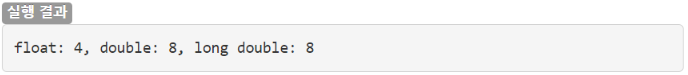 실행 결과
float: 4, double: 8, long double: 8